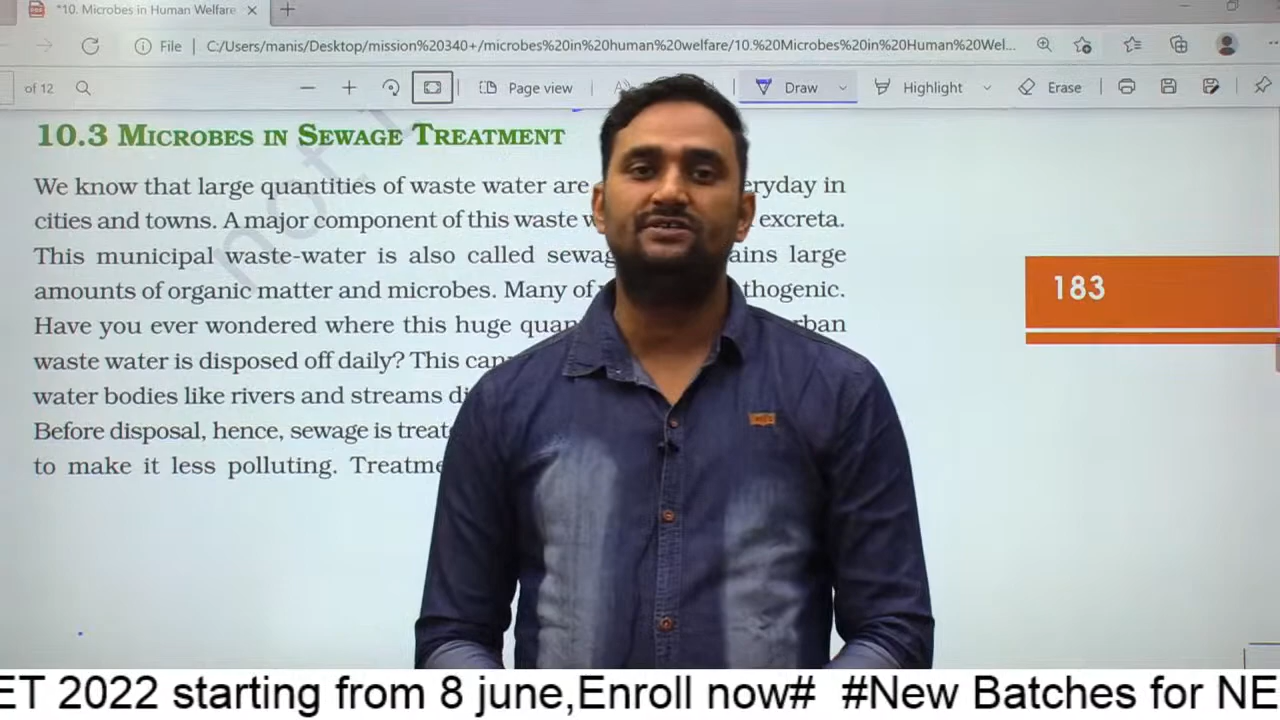 *10. Microbes in Human Welfare
File
C:/Users/manis/Desktop/mission%20340+/microbes%20in%20human%20welfare/10.%20Microbes%20in%20Human%20Wel...
of 12
Page view
Draw
Highlight
Erase
10.3 MICROBES IN SEWAGE TREATMENT
We know that large quantities of waste water are eryday in
cities and towns. A major component of this waste w excreta.
This municipal waste-water is also called sewag ains large
amounts of organic matter and microbes. Many of thogenic.
Have you ever wondered where this huge quan rban
waste water is disposed off daily? This can
water bodies like rivers and streams di
Before disposal, hence, sewage is treat
to make it less polluting. Treatme
not
183
ET 2022 starting from 8 june,Enroll now# #New Batches for NE